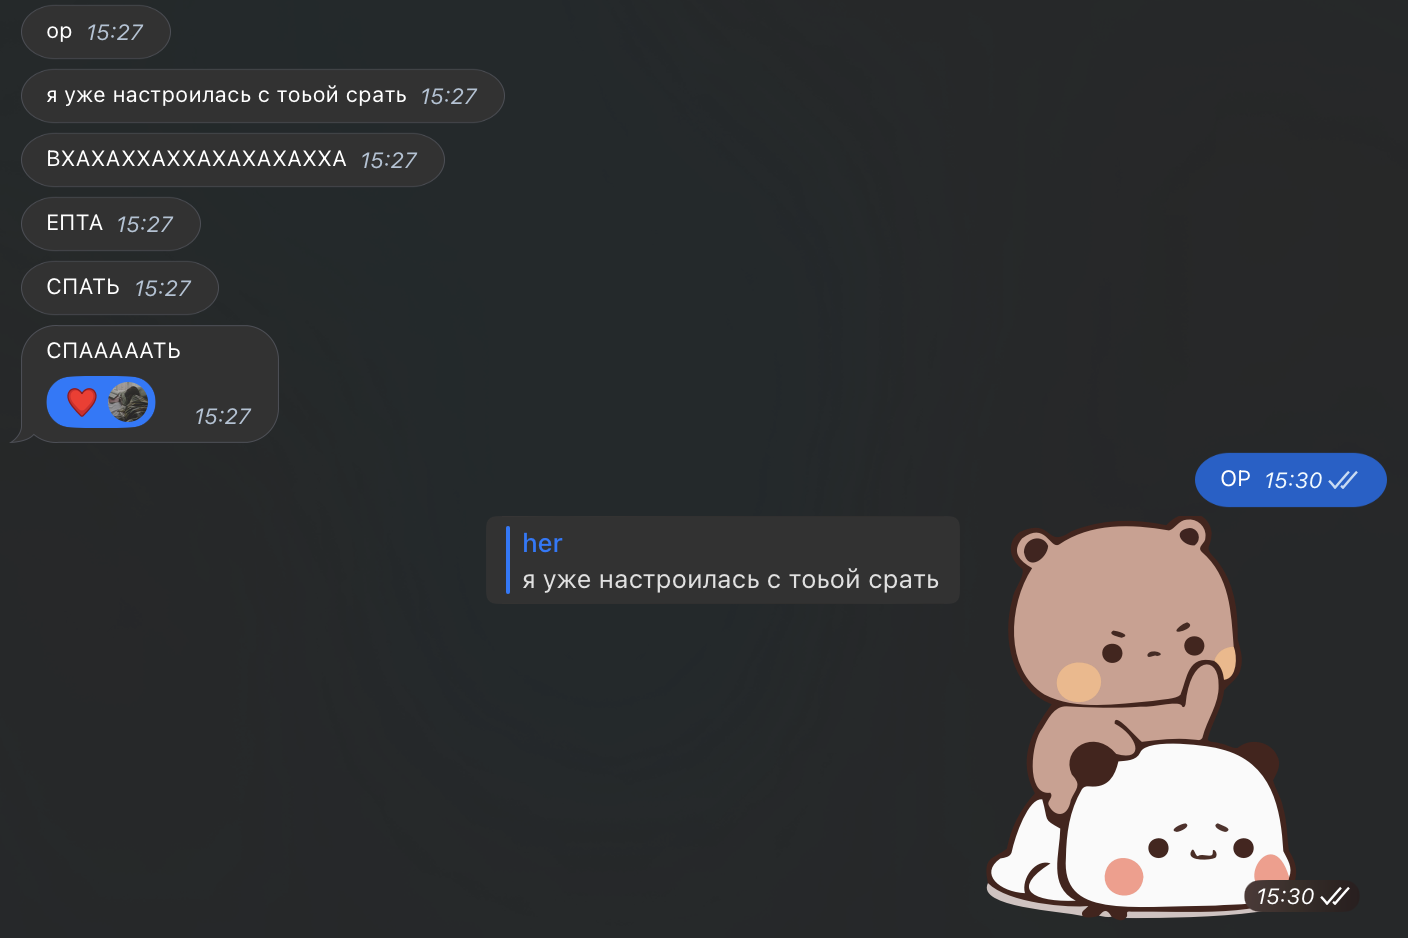 ор 15:27
я уже настроилась с тоьой срать 15:27
ВХАХАХХАХХАХАХАХАХХА 15:27
ЕПТА 15:27
СПАТЬ 15:27
СПАААААТЬ
15:27
ОР 15:30
her
я уже настроилась с тоьой срать
15:30